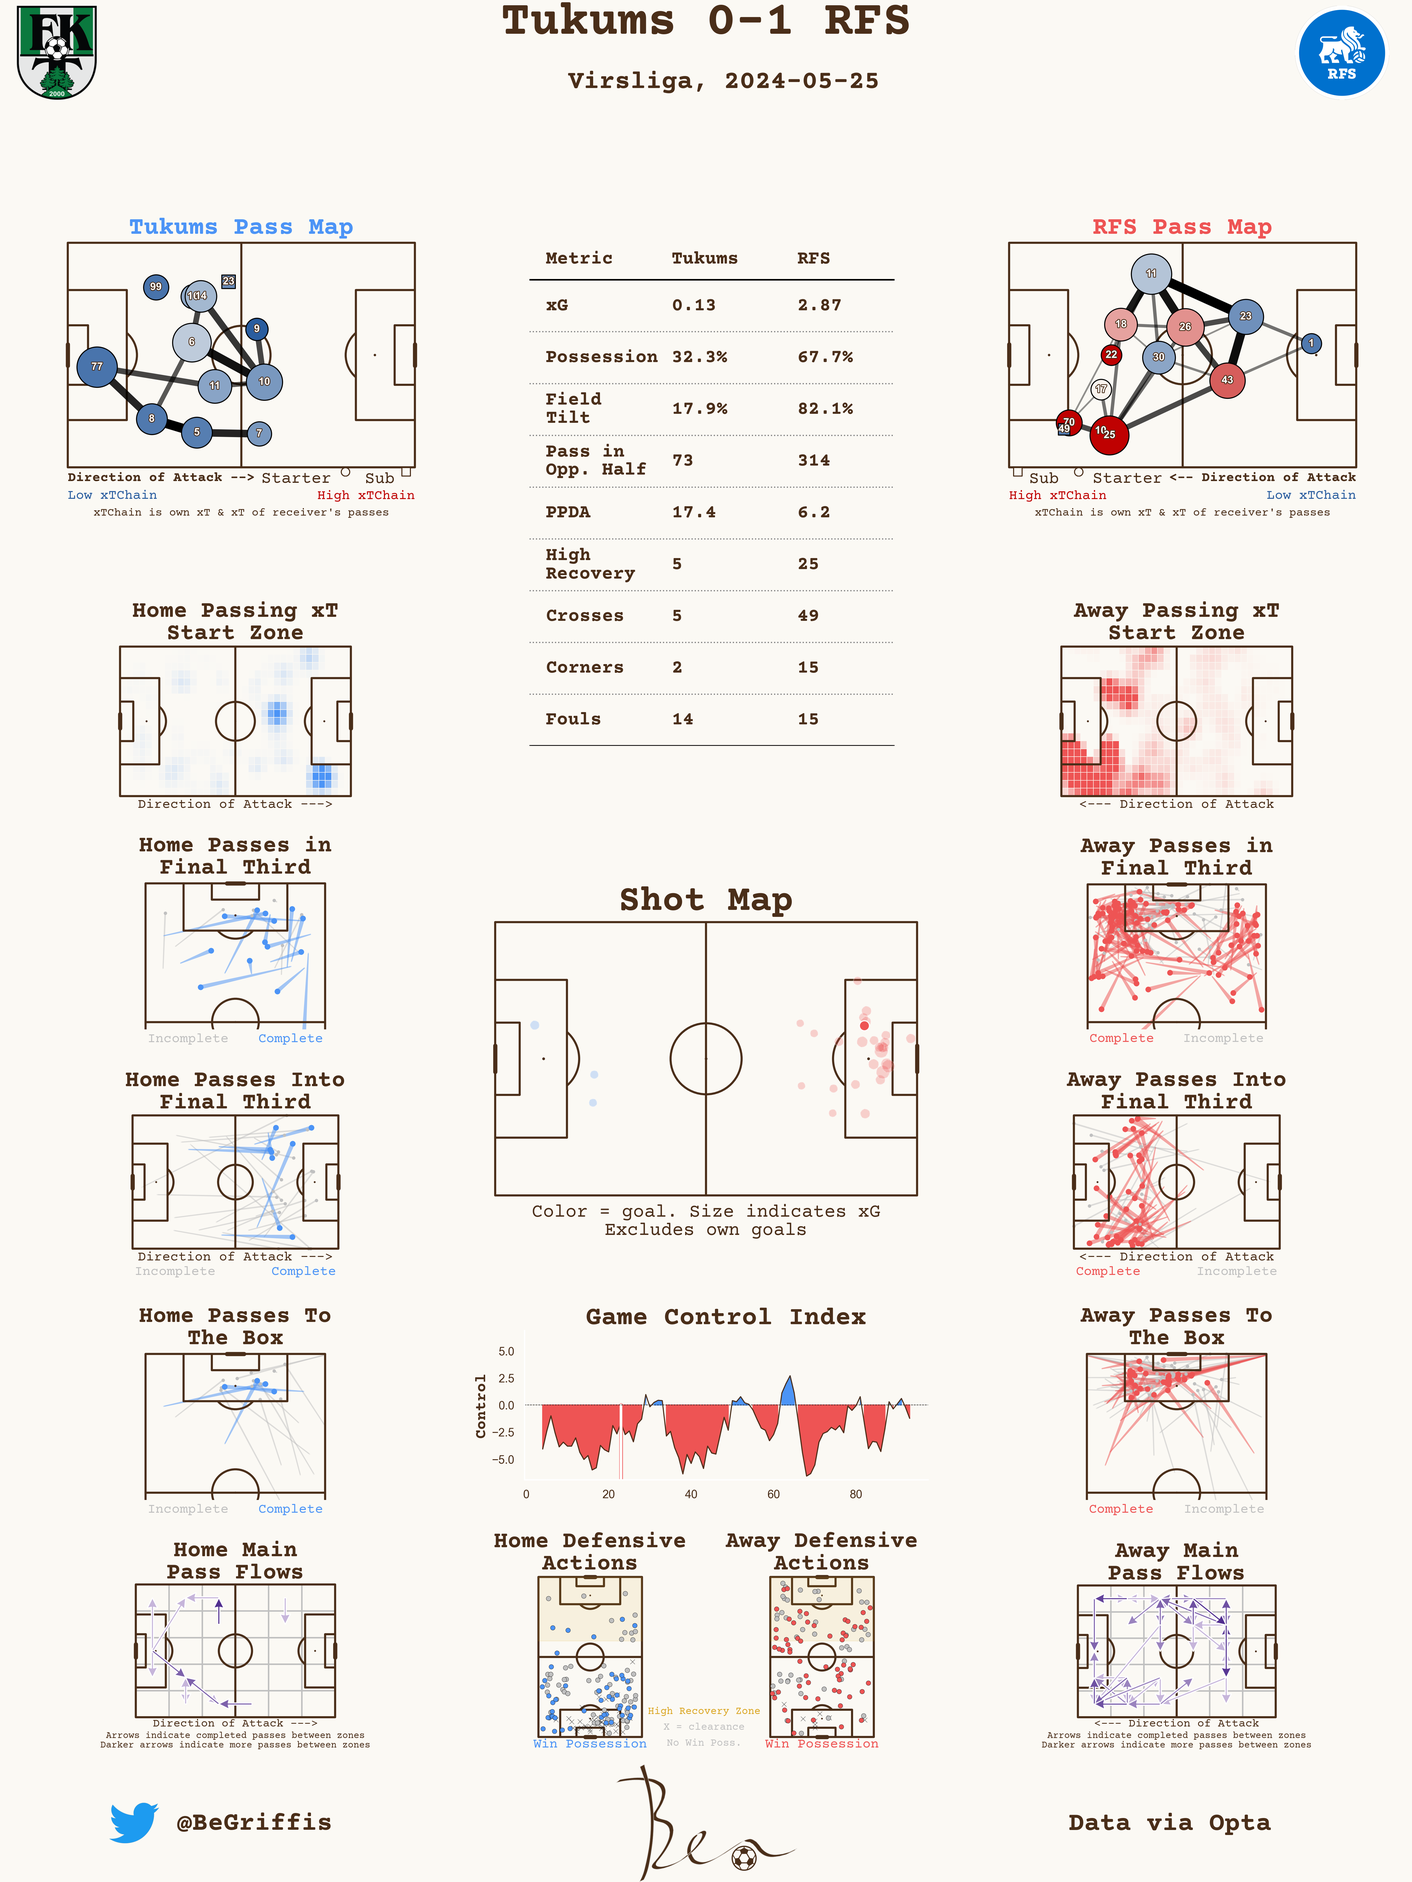 Tukums 0-1 RFS
Virsliga, 2024-05-25
FK
2000
RFS
Tukums Pass Map
99
10
14
23
6
9
77
11
10
8
5
7
Direction of Attack --> Starter Sub
Low xTChain High xTChain
xTChain is own xT & xT of receiver's passes
Metric Tukums RFS
xG 0.13 2.87
Possession 32.3% 67.7%
Field
Tilt 17.9% 82.1%
Pass in
Opp. Half 73 314
PPDA 17.4 6.2
High
Recovery 5 25
Crosses 5 49
Corners 2 15
Fouls 14 15
RFS Pass Map
11
18
26
23
22
30
1
17
43
70
49
10
25
Sub Starter <-- Direction of Attack
High xTChain Low xTChain
xTChain is own xT & xT of receiver's passes
Home Passing xT
Start Zone
Direction of Attack --->
Away Passing xT
Start Zone
<--- Direction of Attack
Home Passes in
Final Third
Incomplete Complete
Away Passes in
Final Third
Complete Incomplete
Shot Map
Color = goal. Size indicates xG
Excludes own goals
Home Passes Into
Final Third
Direction of Attack --->
Incomplete Complete
Away Passes Into
Final Third
<--- Direction of Attack
Complete Incomplete
Home Passes To
The Box
Incomplete Complete
Game Control Index
Control
5.0
2.5
0.0
−2.5
−5.0
0 20 40 60 80
Away Passes To
The Box
Complete Incomplete
Home Main
Pass Flows
Direction of Attack --->
Arrows indicate completed passes between zones
Darker arrows indicate more passes between zones
Home Defensive
Actions
Win Possession
Away Defensive
Actions
Win Possession
High Recovery Zone
X = clearance
No Win Poss.
Away Main
Pass Flows
<--- Direction of Attack
Arrows indicate completed passes between zones
Darker arrows indicate more passes between zones
@BeGriffis
Ben
Data via Opta